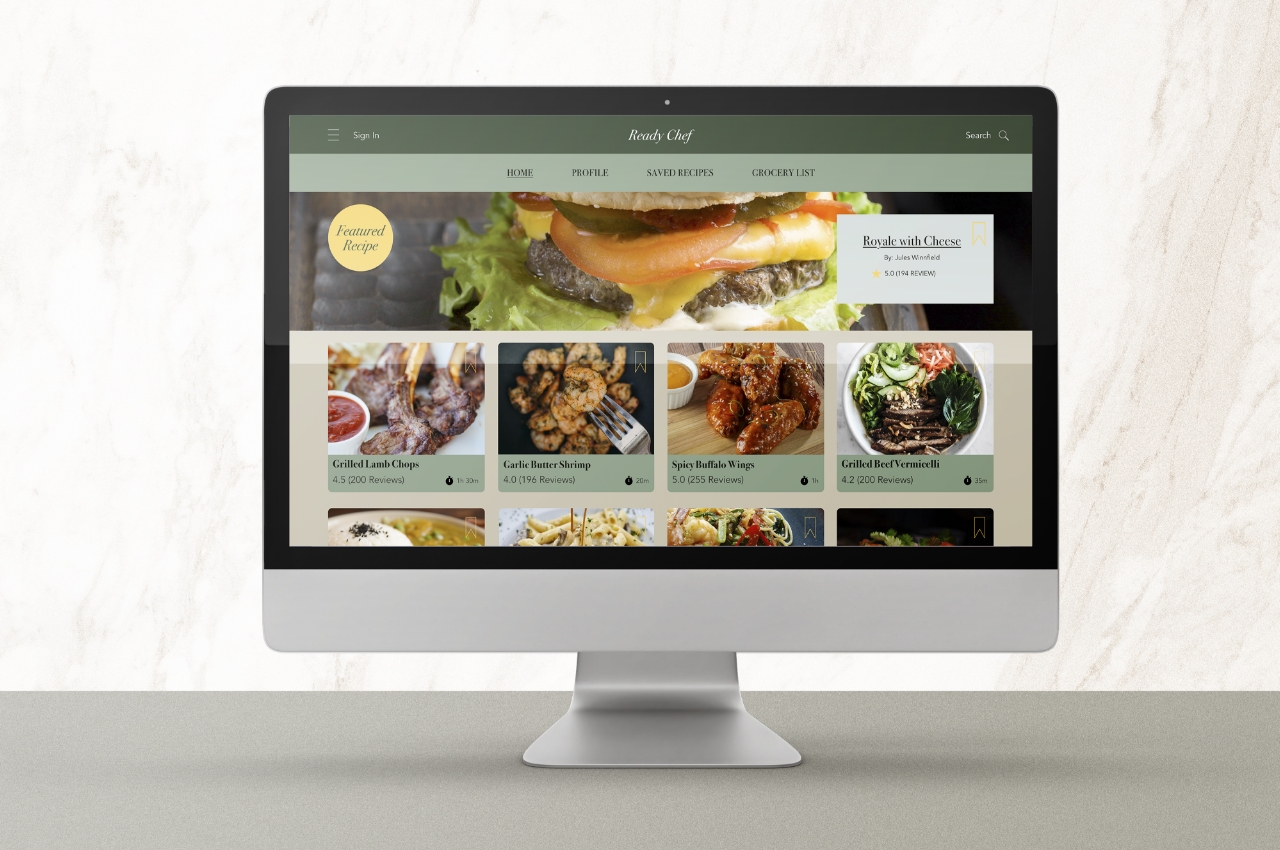 Sign In
Ready Chef
Search
HOME
PROFILE
SAVED RECIPES
GROCERY LIST
Featured
Recipe
Royale with Cheese
By: Jules Winnfield
5.0 (194 REVIEW)
Grilled Lamb Chops
4.5 (200 Reviews)
1h 30m
Garlic Butter Shrimp
4.0 (196 Reviews)
20m
Spicy Buffalo Wings
5.0 (255 Reviews)
1h
Grilled Beef Vermicelli
4.2 (200 Reviews)
35m